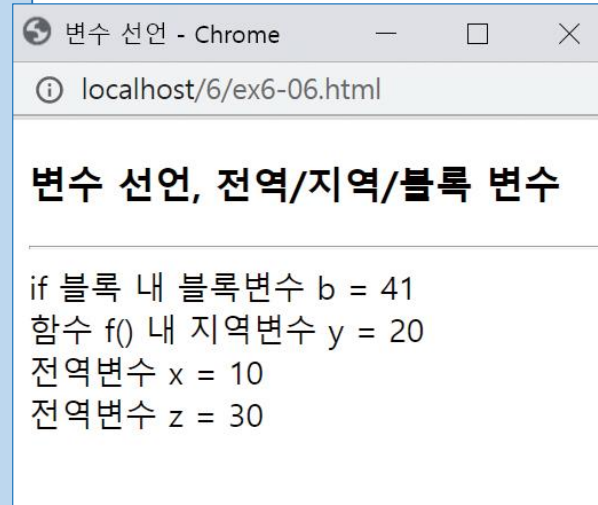 변수 선언 - Chrome
localhost/6/ex6-06.html
변수 선언, 전역/지역/블록 변수
if 블록 내 블록변수 b = 41
함수 f() 내 지역변수 y = 20
전역변수 x = 10
전역변수 z = 30